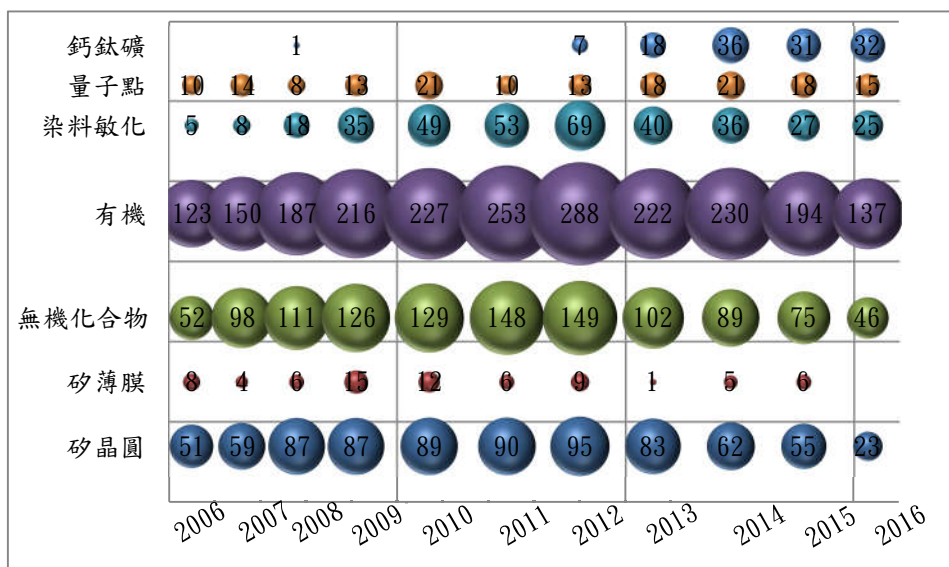 鈣鈦礦 1 7 18 36 31 32
量子點 10 14 8 13 21 10 13 18 21 18 15
染料敏化 5 8 18 35 49 53 69 40 36 27 25
有機 123 150 187 216 227 253 288 222 230 194 137
無機化合物 52 98 111 126 129 148 149 102 89 75 46
矽薄膜 8 4 6 15 12 6 9 1 5 6
矽晶圓 51 59 87 87 89 90 95 83 62 55 23
2006 2007 2008 2009 2010 2011 2012 2013 2014 2015 2016